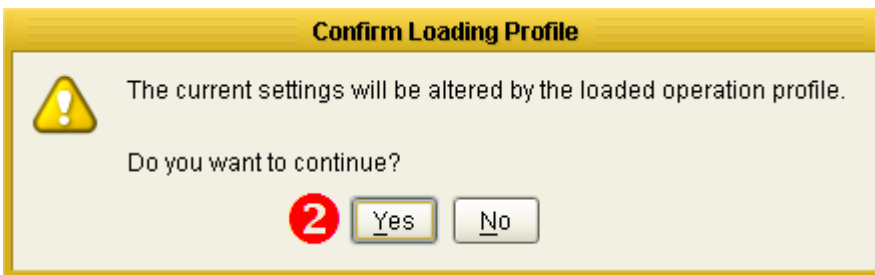 Confirm Loading Profile
The current settings will be altered by the loaded operation profile.
Do you want to continue?
2 Yes No